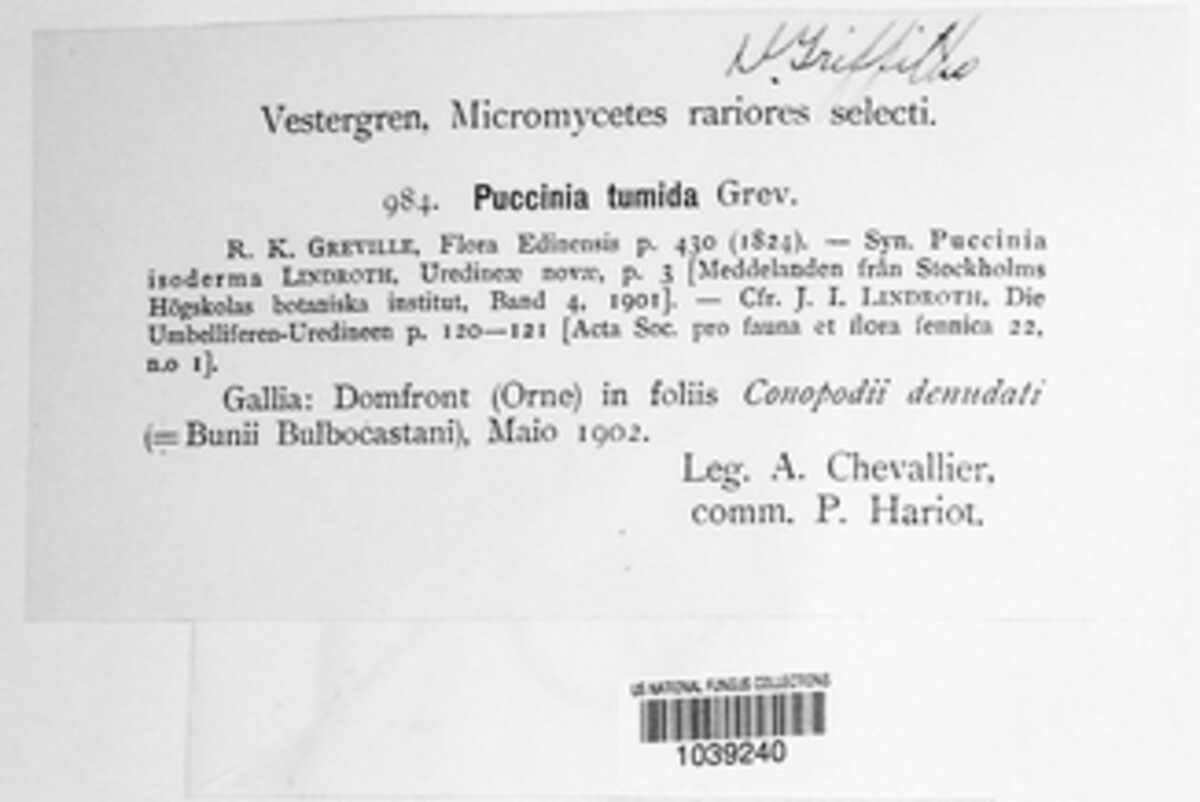 D. Griffiths
Vestergren, Micromycetes rariores selecti.
984. Puccinia tumida Grev.
R. K. GREVILLE, Flora Edinensis p. 430 (1824). — Syn. Puccinia
isoderma LINDROTH, Uredineæ novæ, p. 3 [Meddelanden från Stockholms
Högskolas botaniska institut, Band 4, 1901]. — Cfr. J. I. LINDROTH, Die
Umbelliferen-Uredineen p. 120—121 [Acta Soc. pro fauna et flora fennica 22,
n.o 1].
Gallia: Domfront (Orne) in foliis Conopodii denudati
(= Bunii Bulbocastani), Maio 1902.
Leg. A. Chevallier,
comm. P. Hariot.
US NATIONAL FUNGUS COLLECTIONS
1039240